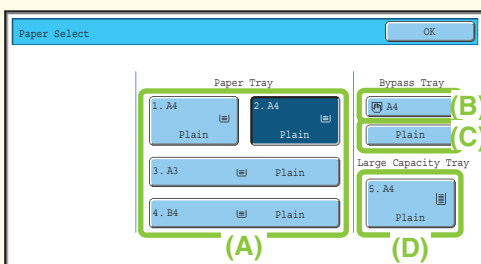 Paper Select
OK
Paper Tray
1. A4
Plain
2. A4
Plain
3. A3 Plain
4. B4 Plain
(A)
Bypass Tray
A4
(B)
Plain
(C)
Large Capacity Tray
5. A4
Plain
(D)